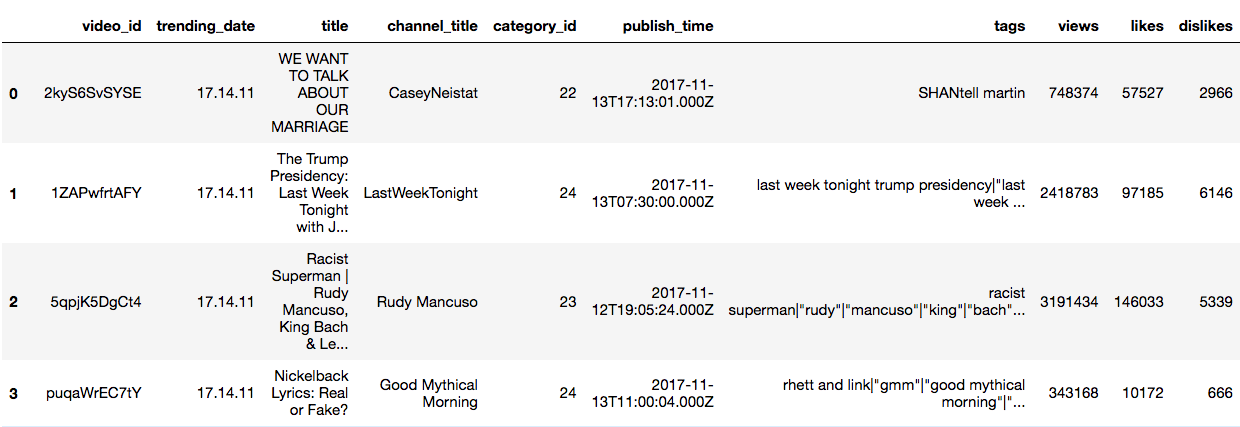 video_id trending_date title channel_title category_id publish_time tags views likes dislikes
WE WANT
TO TALK
ABOUT
OUR
MARRIAGE
0 2kyS6SvSYSE 17.14.11 CaseyNeistat 22 2017-11-
13T17:13:01.000Z SHANtell martin 748374 57527 2966
The Trump
Presidency:
Last Week
Tonight
with J...
1 1ZAPwfrtAFY 17.14.11 LastWeekTonight 24 2017-11-
13T07:30:00.000Z last week tonight trump presidency|"last
week ... 2418783 97185 6146
Racist
Superman |
Rudy
Mancuso,
King Bach
& Le...
2 5qpjK5DgCt4 17.14.11 Rudy Mancuso 23 2017-11-
12T19:05:24.000Z racist
superman|"rudy"|"mancuso"|"king"|"bach"... 3191434 146033 5339
Nickelback
Lyrics: Real
or Fake?
3 puqaWrEC7tY 17.14.11 Good Mythical
Morning 24 2017-11-
13T11:00:04.000Z rhett and link|"gmm"|"good mythical
morning"|"... 343168 10172 666